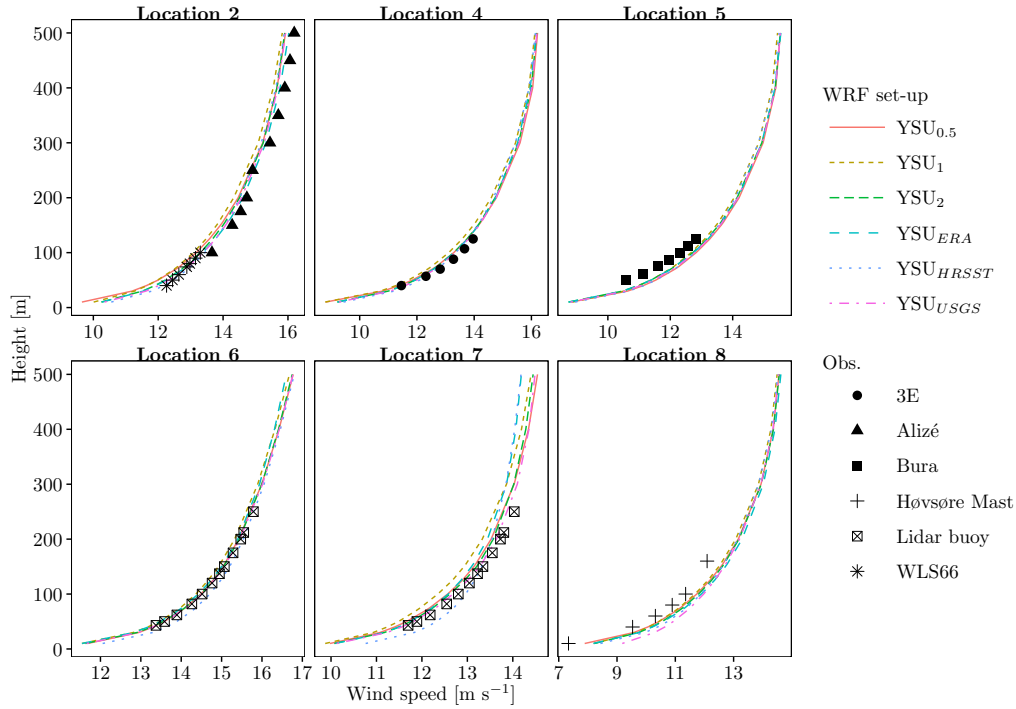 Location 2 Location 4 Location 5
500
400
300
200
100
0
10 12 14 16
10 12 14 16
10 12 14
Location 6 Location 7 Location 8
500
400
300
200
100
0
12 13 14 15 16 17
10 11 12 13 14
7 9 11 13
Height [m]
Wind speed [m s−1]
WRF set-up
YSU0.5
YSU1
YSU2
YSUERA
YSUHRSST
YSUUSGS
Obs.
3E
Alizé
Bura
Høvsøre Mast
Lidar buoy
WLS66